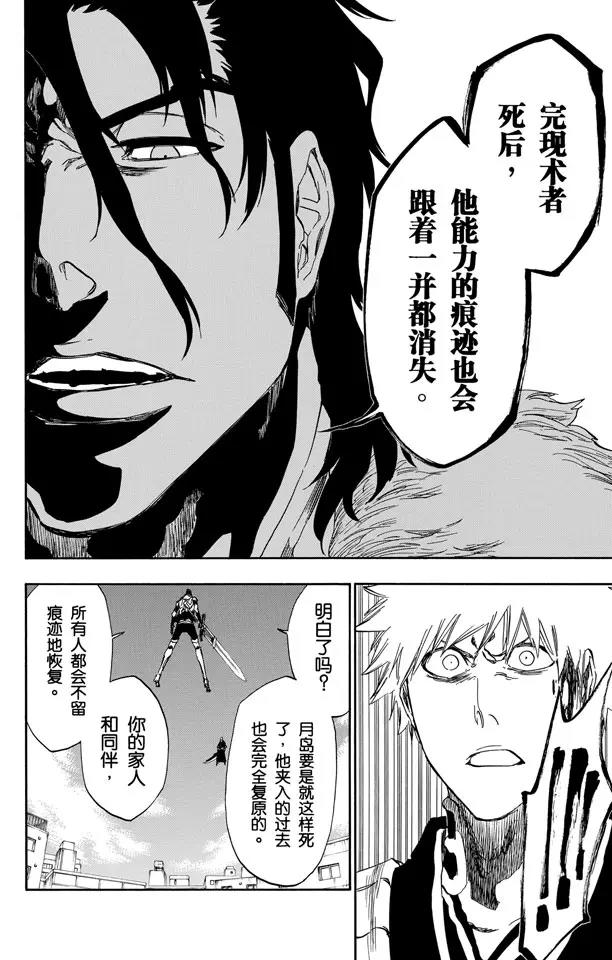 完现术者
死后，
他能力的痕迹也会
跟着一并都消失。
明白了吗？
月岛要是就这样死
了，他夹入的过去
也会完全复原的。
你的家人
和同伴，
所有人都会不留
痕迹地恢复。